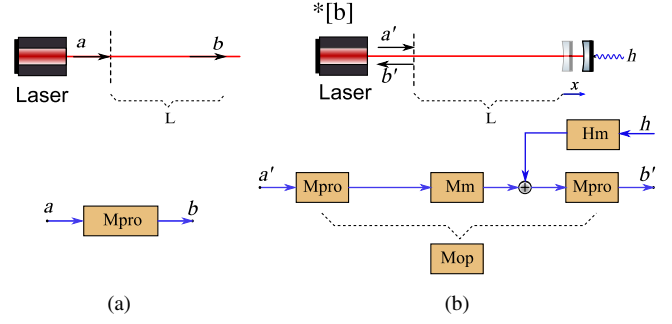 *[b]
a b a′ b′ h
Laser Laser
L L x
Hm h
a Mpro b
a′ Mpro Mm Mpro b′
Mop
(a) (b)